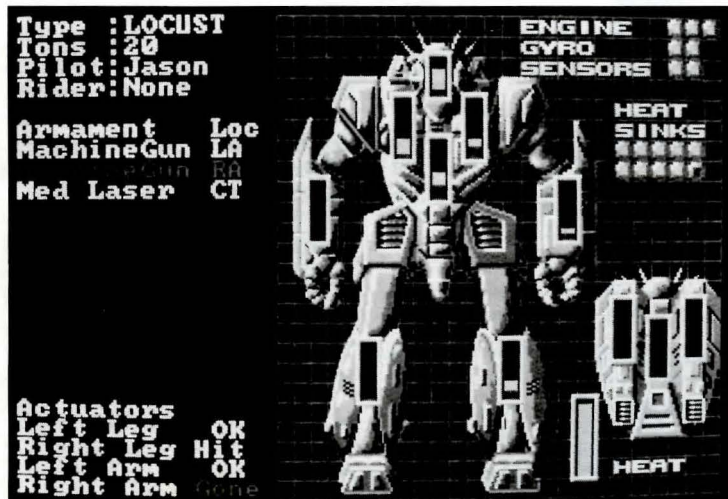 Type :LOCUST
Tons :20
Pilot:Jason
Rider:None
Armament Loc
MachineGun LA
RA
Med Laser CT
Actuators
Left Leg OK
Right Leg Hit
Left Arm OK
Right Arm Gone
ENGINE
GYRO
SENSORS
HEAT
SINKS
HEAT